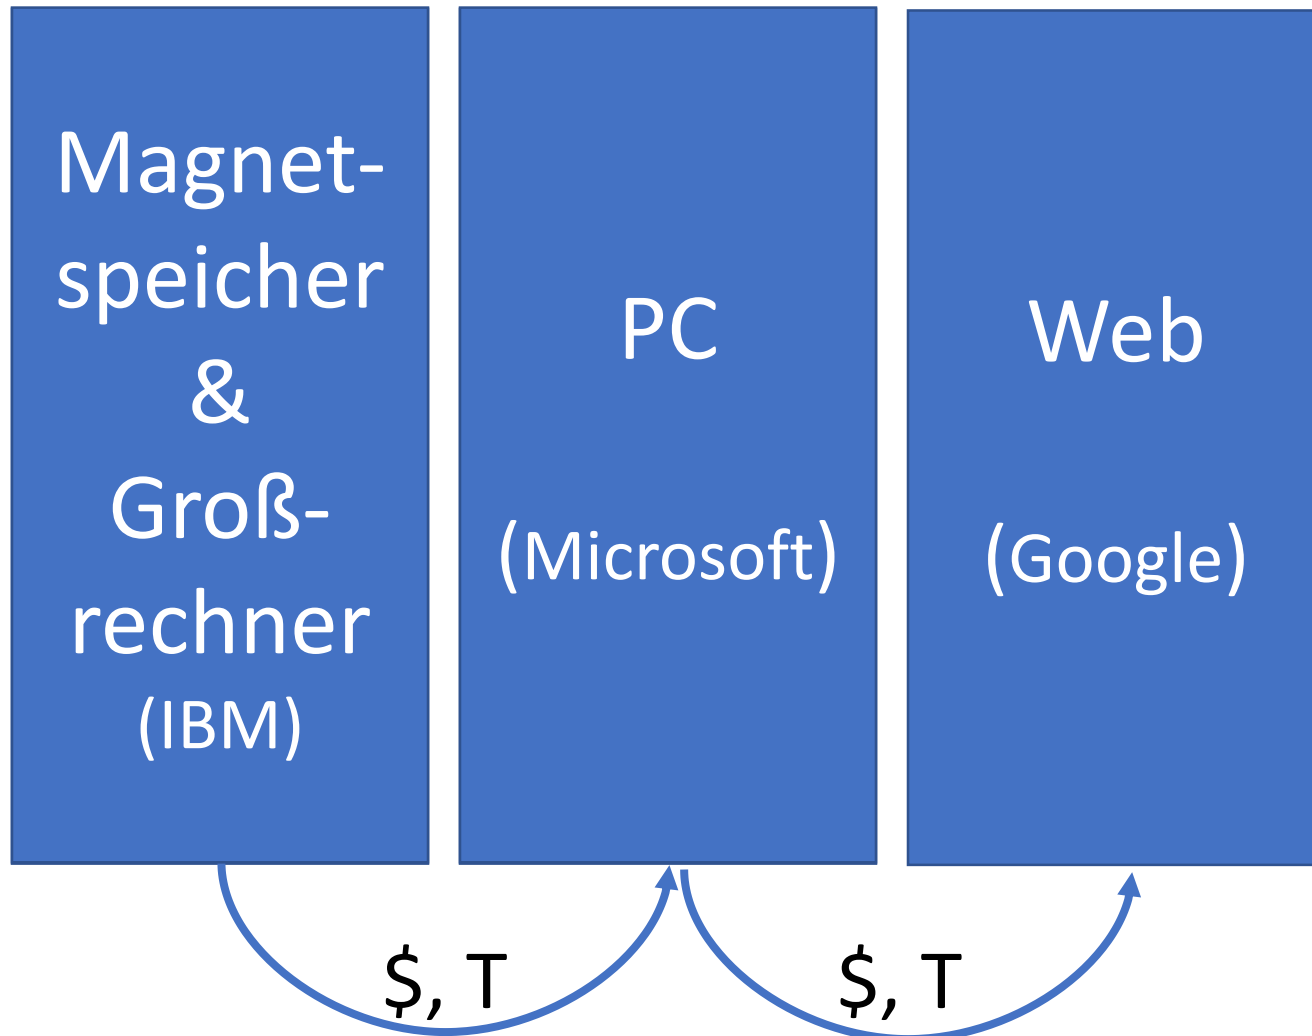 Magnet-
speicher
&
Groß-
rechner
(IBM)
PC
(Microsoft)
Web
(Google)
$, T
$, T